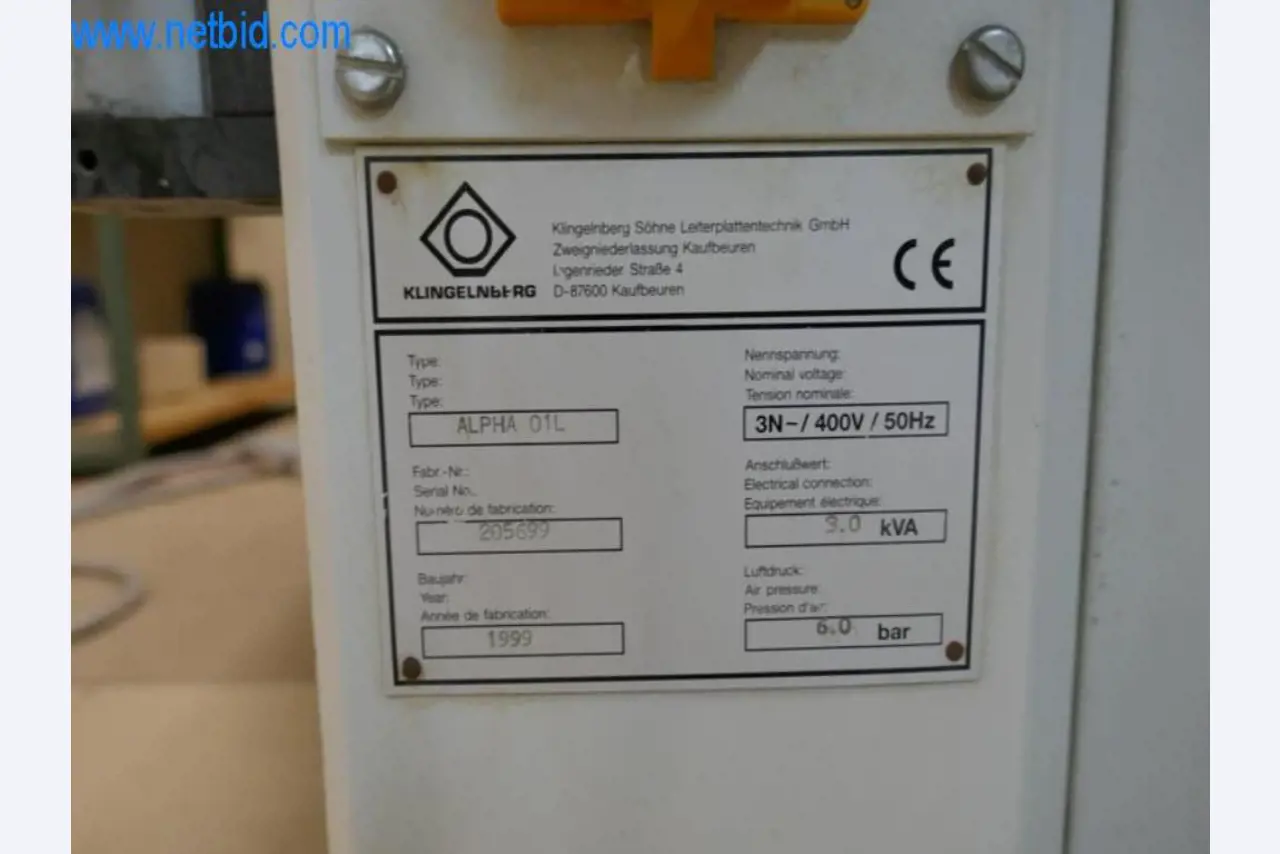 www.netbid.com
Klingelnberg Söhne Leiterplattentechnik GmbH
Zweigniederlassung Kaufbeuren
Straße 4
D-87600 Kaufbeuren
KLINGELNBERG
CE
Type:
Type:
Type:
ALPHA 01L
Fabr.-Nr.:
Serial No.:
Numéro de fabrication:
205699
Baujahr:
Year:
Année de fabrication:
1999
Nennspannung:
Nominal voltage:
Tension nominale:
3N~/ 400V / 50Hz
Anschlußwert:
Electrical connection:
Equipement électrique:
kVA
Luftdruck:
Air pressure:
Pression d'air:
6.0 bar